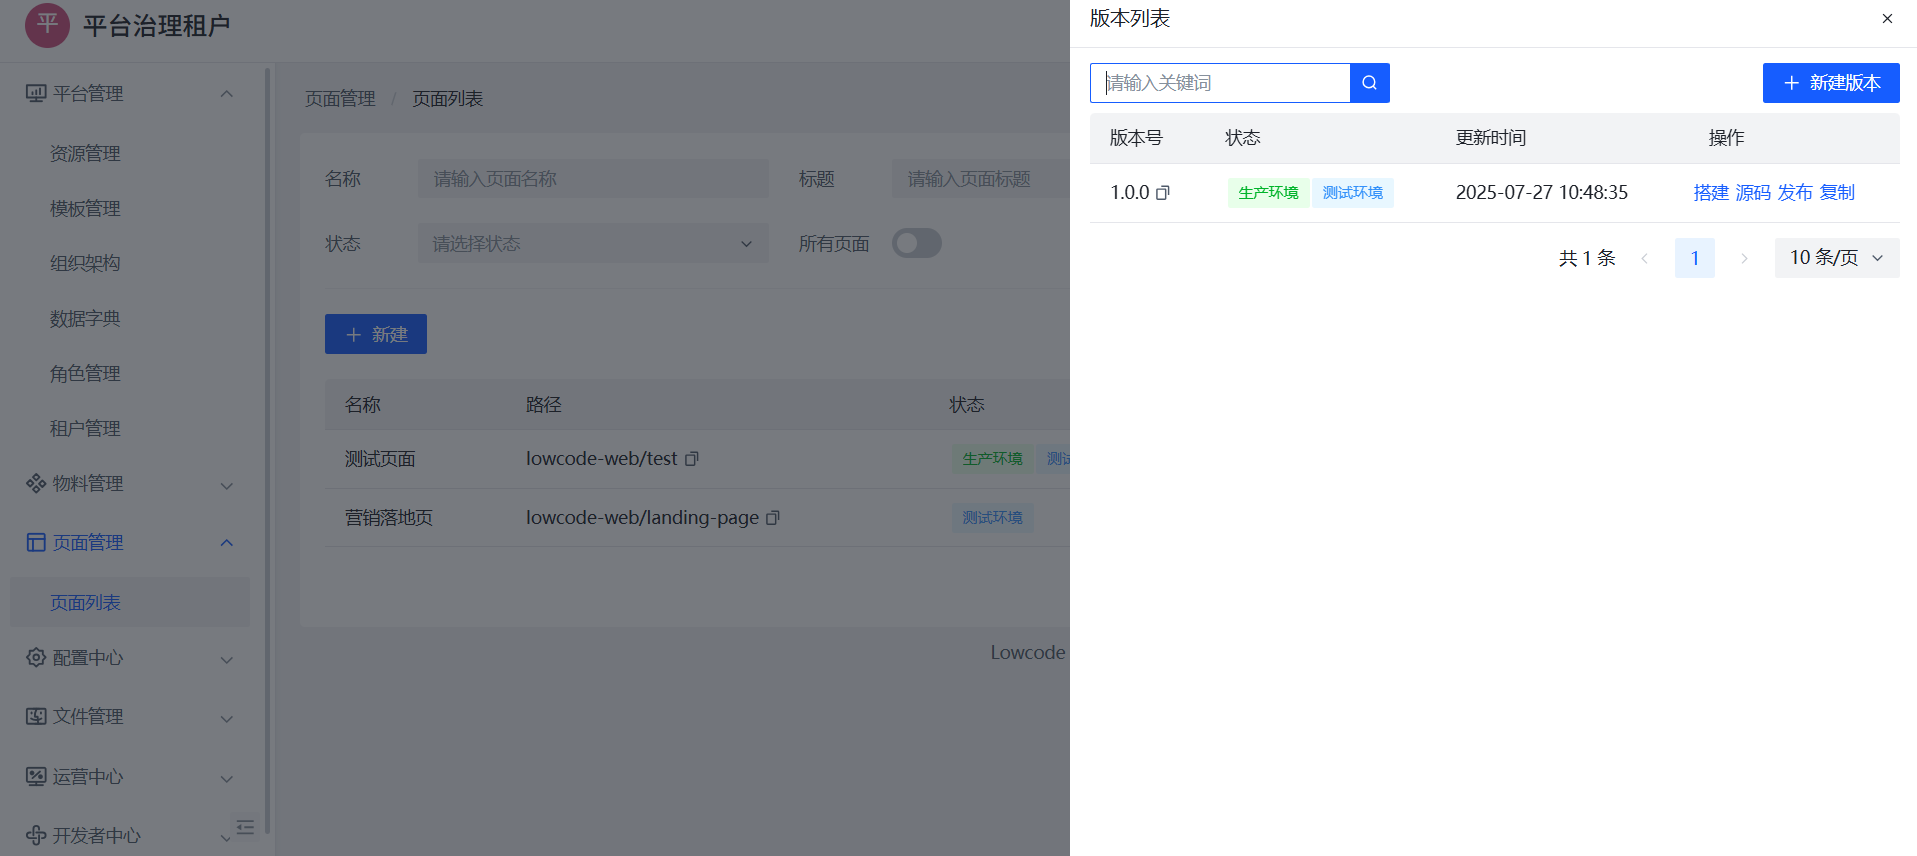 平 平台治理租户
平台管理
资源管理
模板管理
组织架构
数据字典
角色管理
租户管理
物料管理
页面管理
页面列表
配置中心
文件管理
运营中心
开发者中心
页面管理 / 页面列表
名称 请输入页面名称 标题 请输入页面标题
状态 请选择状态 所有页面
新建
名称 路径 状态
测试页面 lowcode-web/test 生产环境 测试
营销落地页 lowcode-web/landing-page 测试环境
Lowcode
版本列表
请输入关键词 新建版本
版本号 状态 更新时间 操作
1.0.0 生产环境 测试环境 2025-07-27 10:48:35 搭建 源码 发布 复制
共 1 条 1 10 条/页